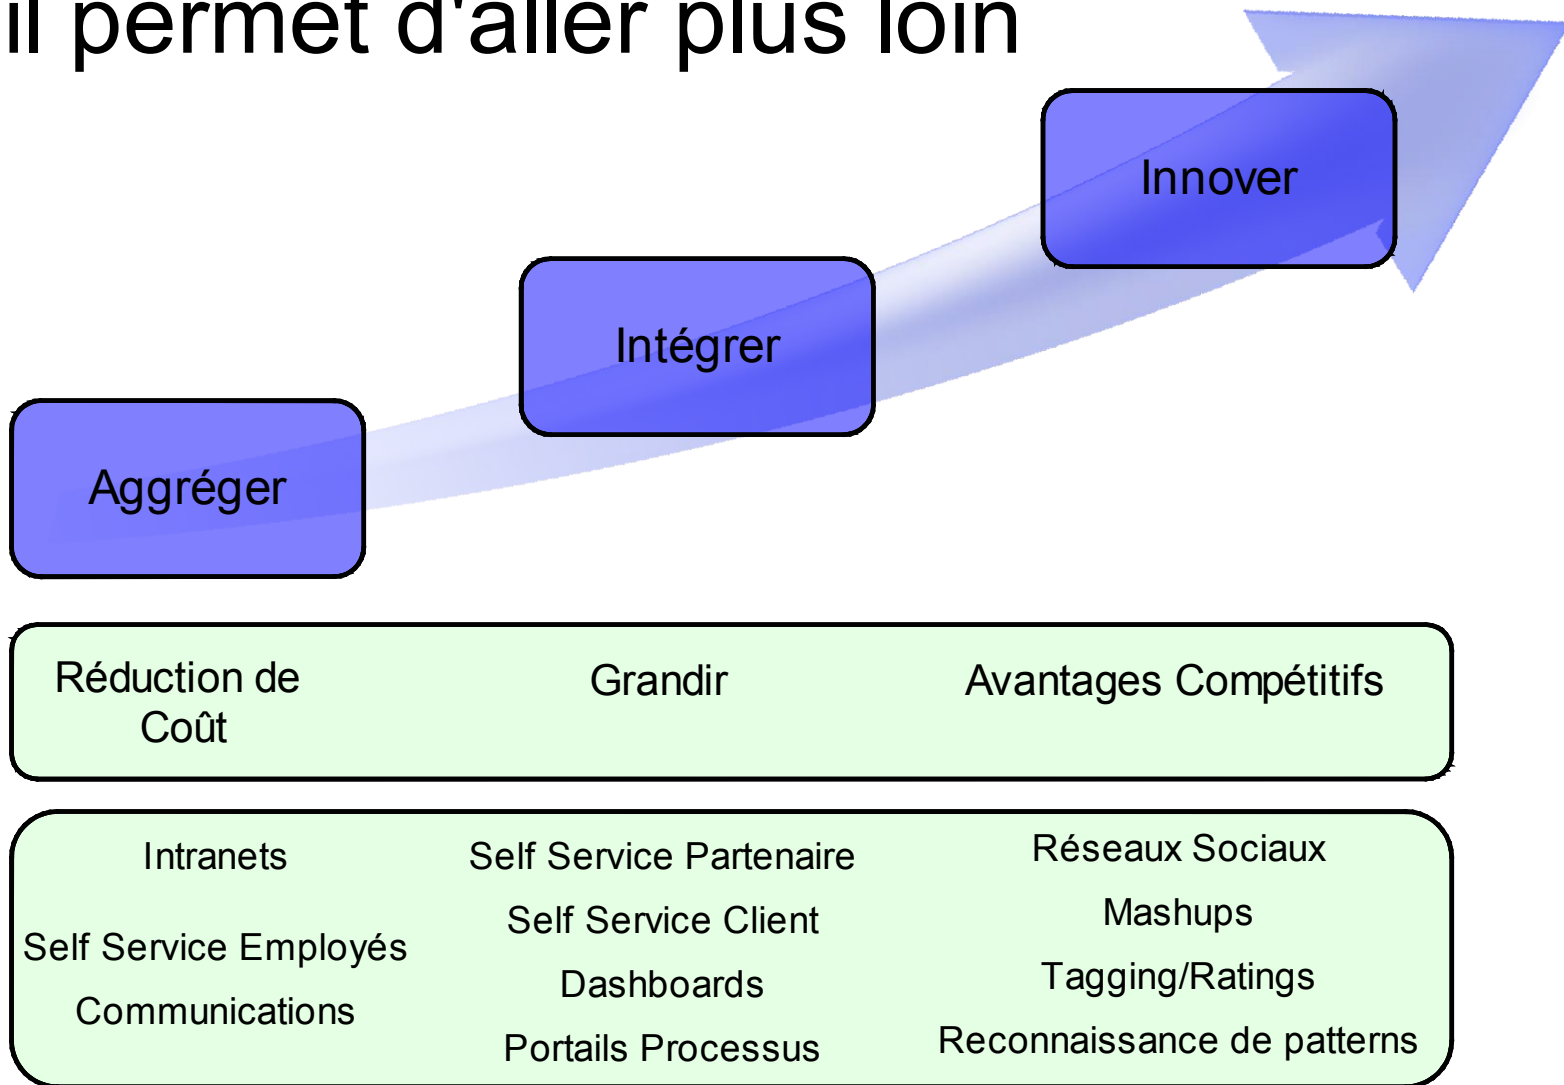 il permet d'aller plus loin
Innover
Intégrer
Aggréger
Réduction de
Coût
Grandir
Avantages Compétitifs
Intranets
Self Service Employés
Communications
Self Service Partenaire
Self Service Client
Dashboards
Portails Processus
Réseaux Sociaux
Mashups
Tagging/Ratings
Reconnaissance de patterns